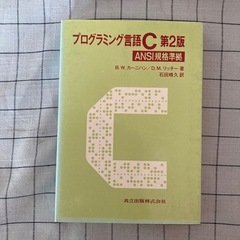 プログラミング言語C 第2版
ANSI規格準拠
B.W.カーニハン/D.M.リッチー 著
石田晴久 訳
C
共立出版株式会社